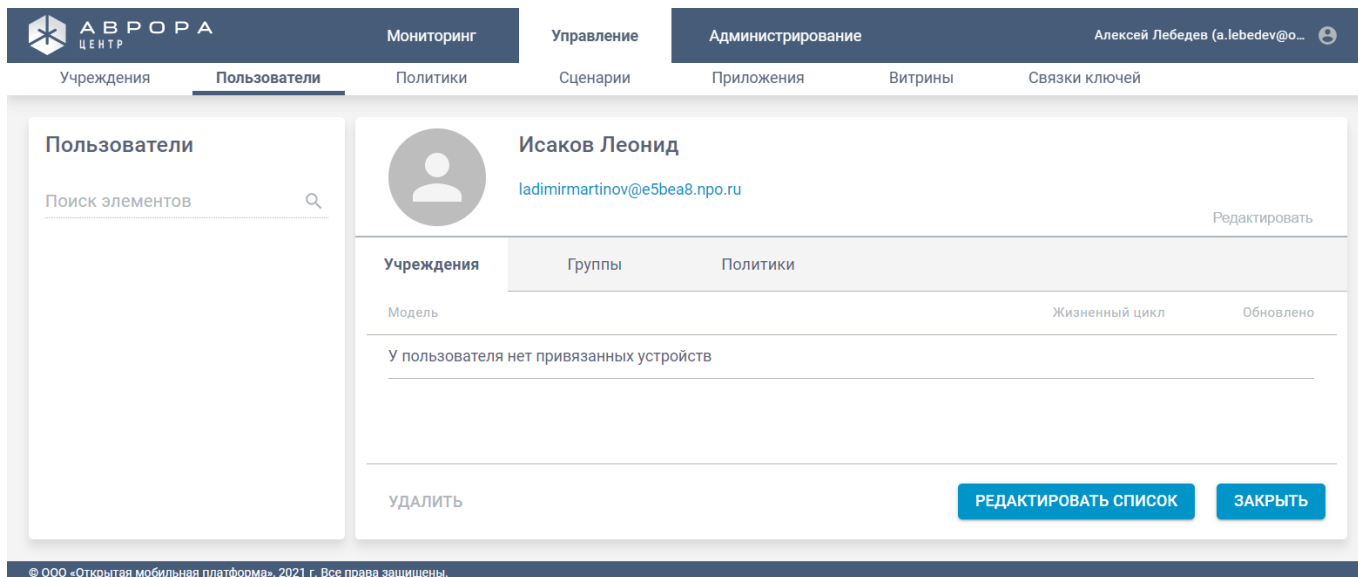 АВРОРА
ЦЕНТР
Мониторинг Управление Администрирование Алексей Лебедев (a.lebedev@o...
Учреждения Пользователи Политики Сценарии Приложения Витрины Связки ключей
Пользователи
Поиск элементов
Исаков Леонид
ladimirmartinov@e5bea8.npo.ru
Редактировать
Учреждения Группы Политики
Модель Жизненный цикл Обновлено
У пользователя нет привязанных устройств
УДАЛИТЬ РЕДАКТИРОВАТЬ СПИСОК ЗАКРЫТЬ
© ООО «Открытая мобильная платформа», 2021 г. Все права защищены.